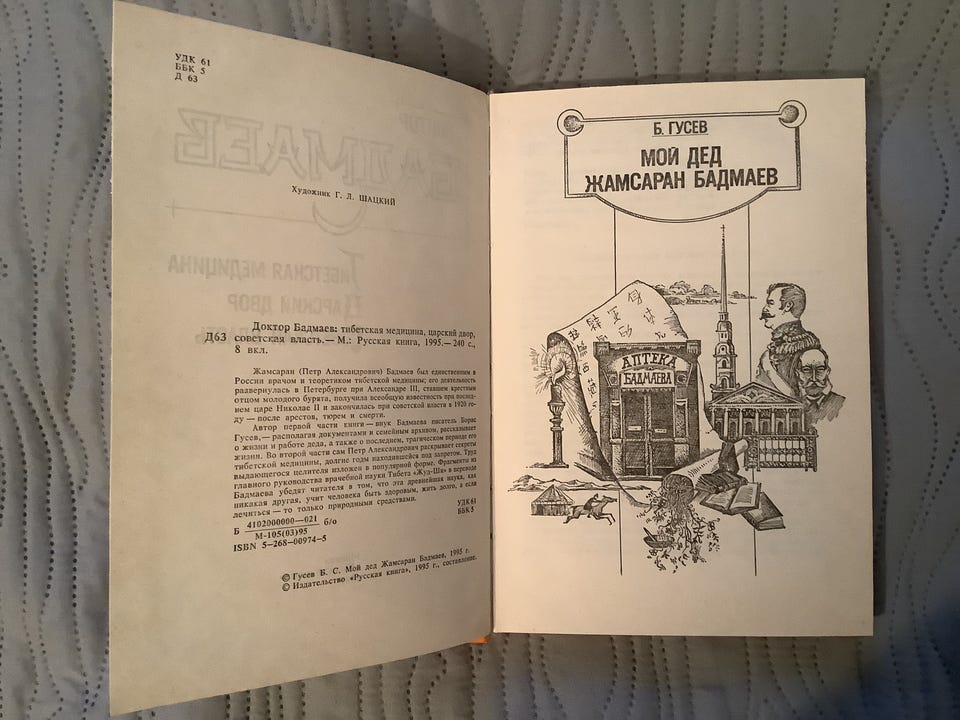 УДК 61
ББК 5
Д 63
Художник Г. Л. ШАЦКИЙ
Доктор Бадмаев: тибетская медицина, царский двор,
Д63 советская власть.— М.: Русская книга, 1995.— 240 с.,
8 вкл.
Жамсаран (Петр Александрович) Бадмаев был единственным в
России врачом и теоретиком тибетской медицины; его деятельность
развернулась в Петербурге при Александре III, ставшем крестным
отцом молодого бурята, получила всеобщую известность при послед-
нем царе Николае II и закончилась при советской власти в 1920 го-
ду — после арестов, тюрем и смерти.
Автор первой части книги — внук Бадмаева писатель Борис
Гусев,— располагая документами и семейным архивом, рассказывает
о жизни и работе деда, а также о последнем, трагическом периоде его
жизни. Во второй части сам Петр Александрович раскрывает секреты
тибетской медицины, долгие годы находившейся под запретом. Труд
выдающегося целителя изложен в популярной форме. Фрагменты из
главного руководства врачебной науки Тибета «Жуд-Ши» в переводе
Бадмаева убедят читателя в том, что эта древнейшая наука, как
никакая другая, учит человека быть здоровым, жить долго, а если
лечиться — то только природными средствами.
Б 4102000000—021 б/о
М-105(03)95
УДК 61
ББК 5
ISBN 5-268-00974-5
© Гусев Б. С. Мой дед Жамсаран Бадмаев, 1995 г.
© Издательство «Русская книга», 1995 г., составление.
Б. ГУСЕВ
МОЙ ДЕД
ЖАМСАРАН БАДМАЕВ
АПТЕКА
БАДМАЕВА